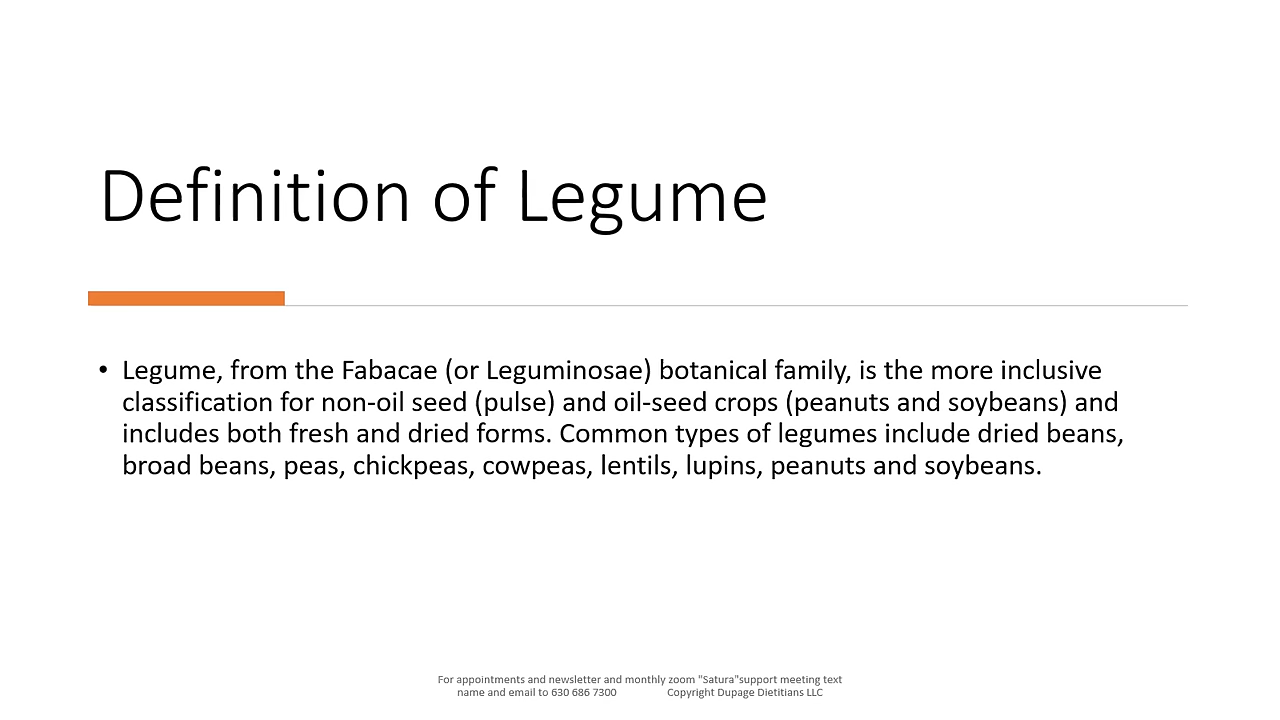 Definition of Legume
• Legume, from the Fabacae (or Leguminosae) botanical family, is the more inclusive
classification for non-oil seed (pulse) and oil-seed crops (peanuts and soybeans) and
includes both fresh and dried forms. Common types of legumes include dried beans,
broad beans, peas, chickpeas, cowpeas, lentils, lupins, peanuts and soybeans.
For appointments and newsletter and monthly zoom "Satura"support meeting text
name and email to 630 686 7300 Copyright Dupage Dietitians LLC